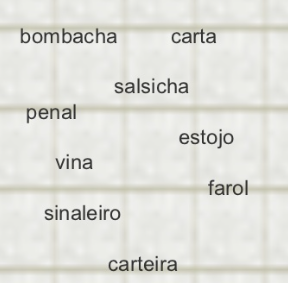 bombacha carta
salsicha
penal
estojo
vina
farol
sinaleiro
carteira